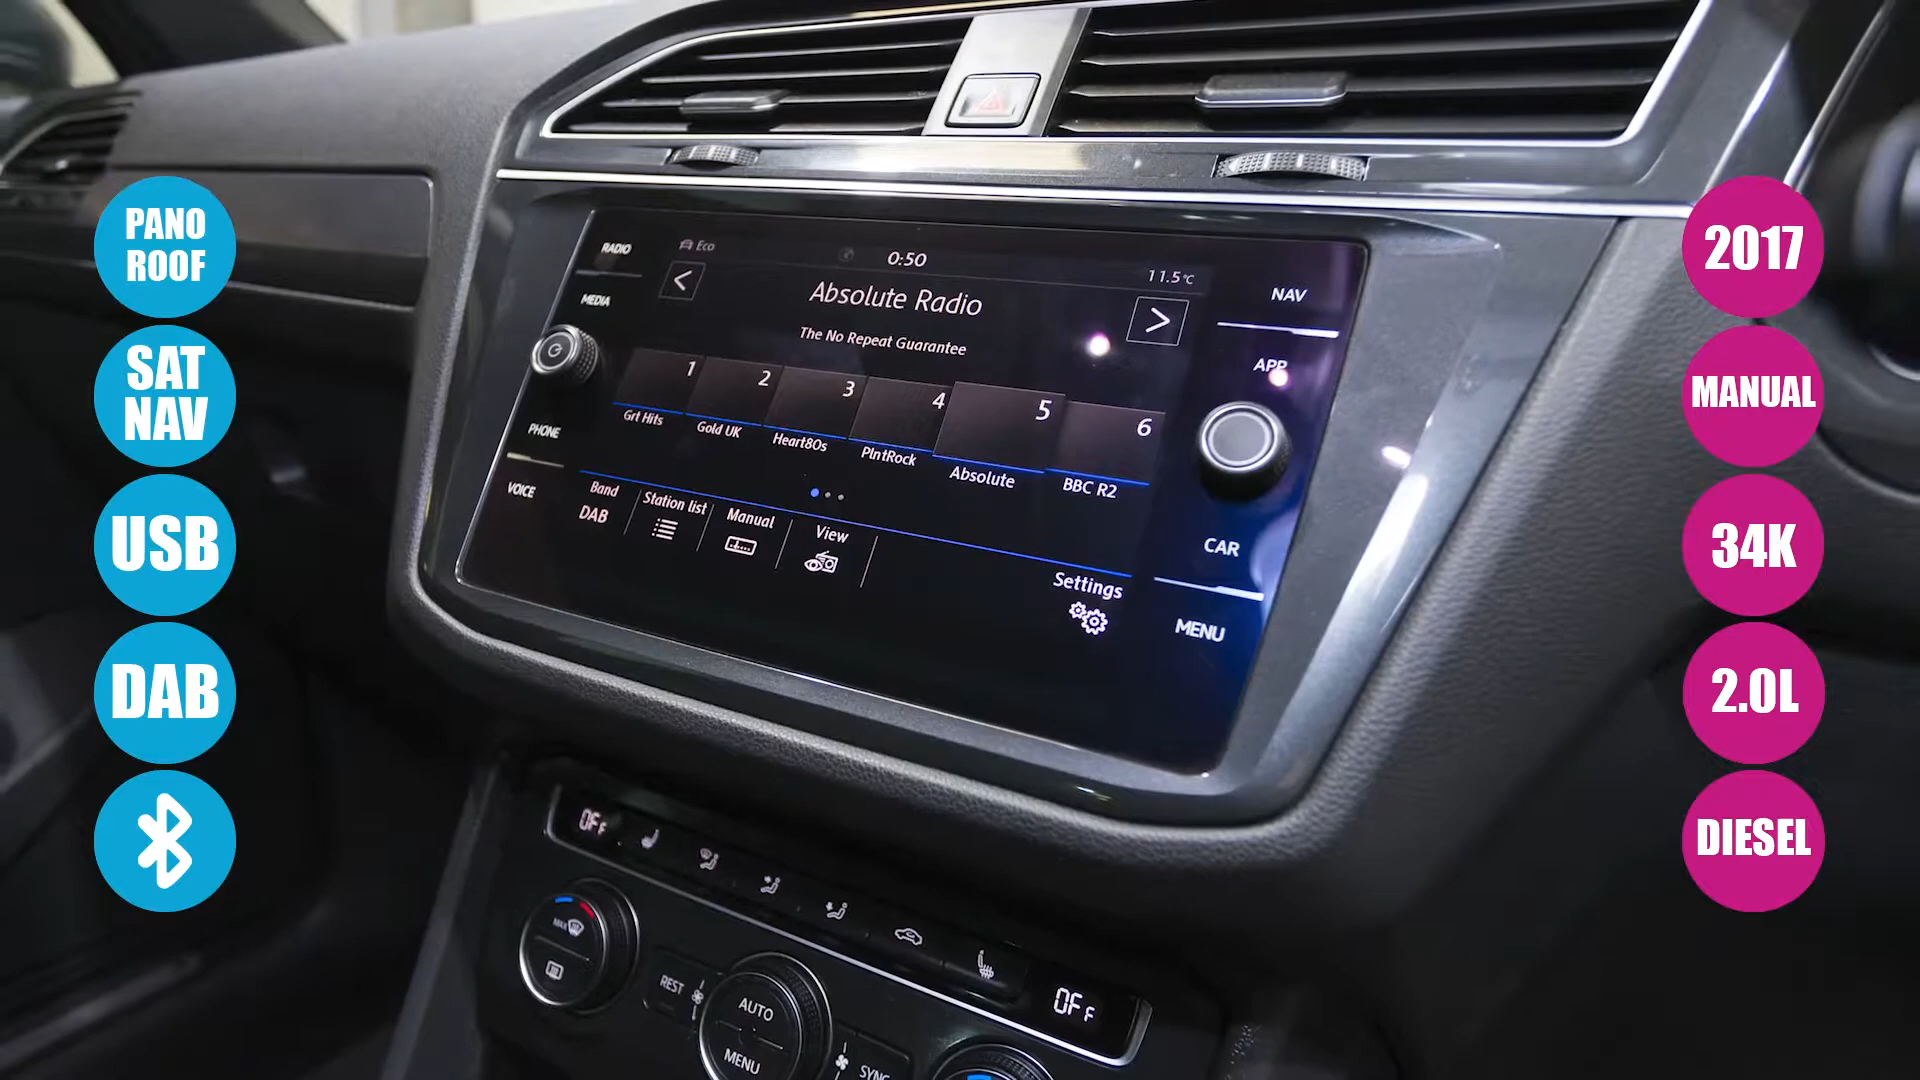 PANO
ROOF
SAT
NAV
USB
DAB
RADIO
MEDIA
PHONE
VOICE
Eco
0:50
11.5°C
Absolute Radio
The No Repeat Guarantee
1 2 3 4 5 6
Grt Hits Gold UK Heart80s PlntRock Absolute BBC R2
Band
DAB
Station list
Manual
View
Settings
NAV
APP
CAR
MENU
OFF
OFF
MAX
REST
AUTO
MENU
SYNC
2017
MANUAL
34K
2.0L
DIESEL